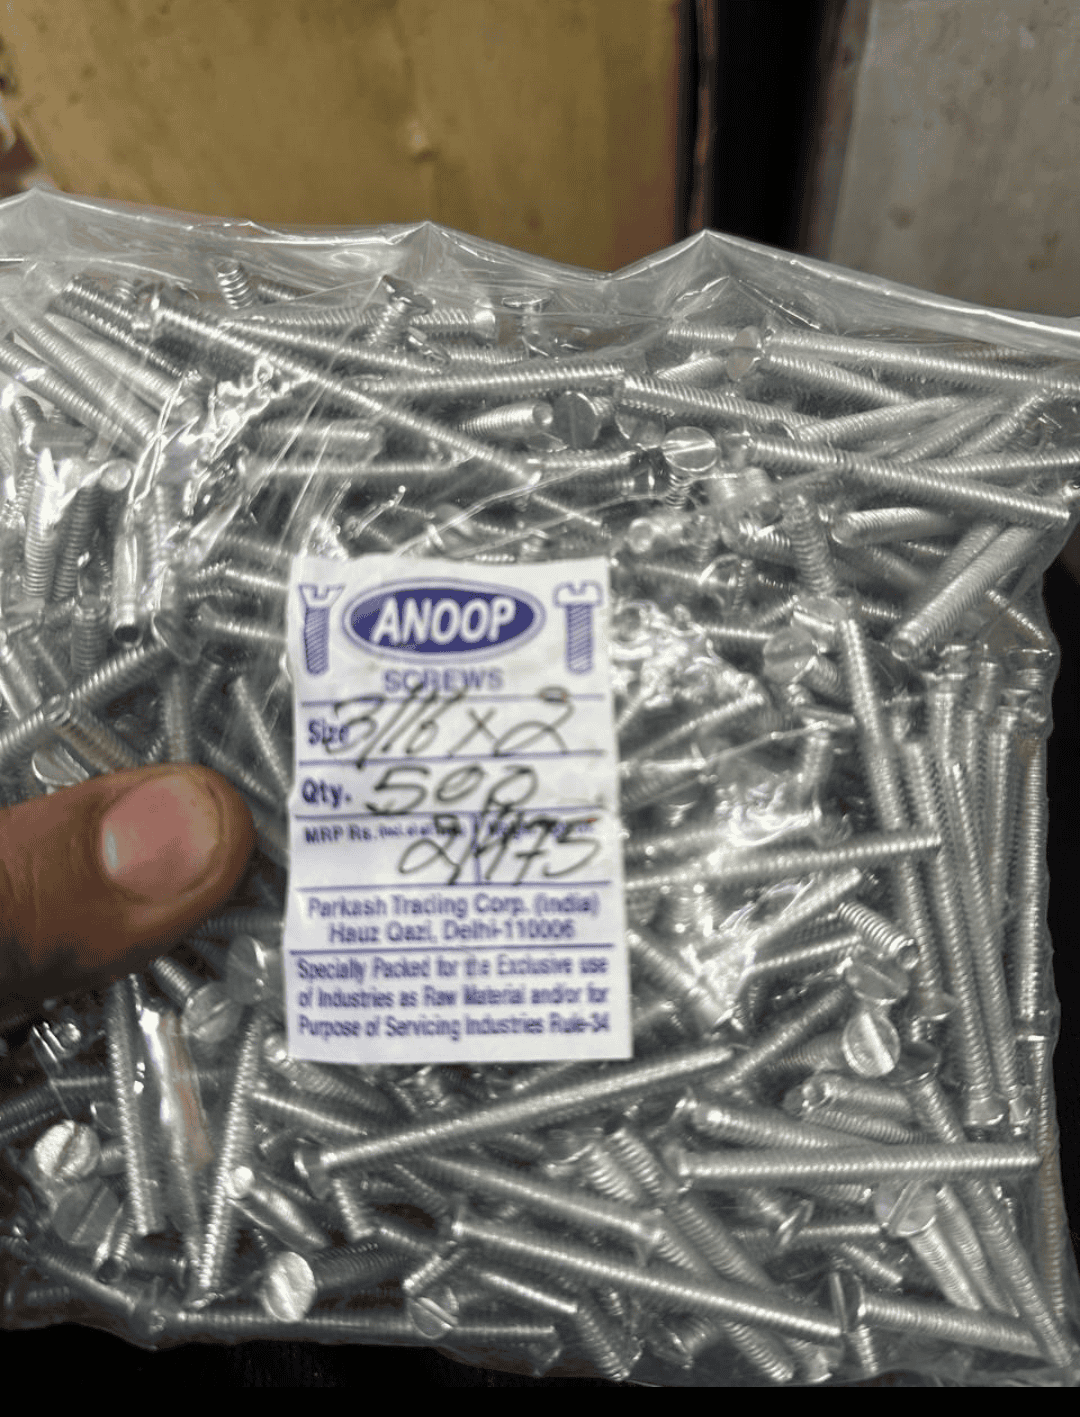 ANOOP
SCREWS
Size 3/16 x 2
Qty. 500
MRP Rs.
2/475
Parkash Trading Corp. (India)
Hauz Qazi, Delhi-110006
Specially Packed for the Exclusive use
of Industries as Raw Material and/or for
Purpose of Servicing Industries Rule-34